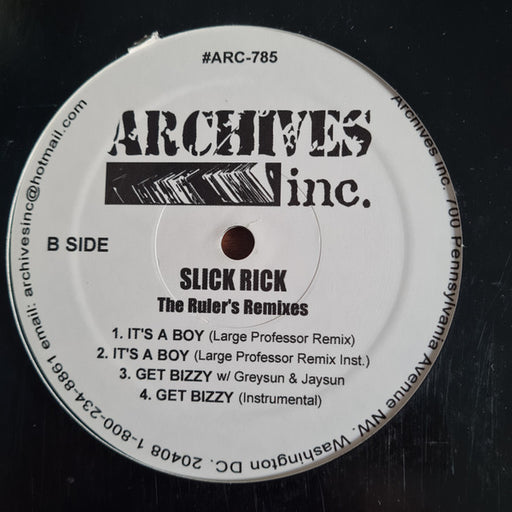 #ARC-785
ARCHIVES
inc.
B SIDE
SLICK RICK
The Ruler's Remixes
1. IT'S A BOY (Large Professor Remix)
2. IT'S A BOY (Large Professor Remix Inst.)
3. GET BIZZY w/ Greysun & Jaysun
4. GET BIZZY (Instrumental)
Archives Inc. 700 Pennsylvania Avenue NW, Washington DC. 20408 1-800-234-8861 email: archivesinc@hotmail.com